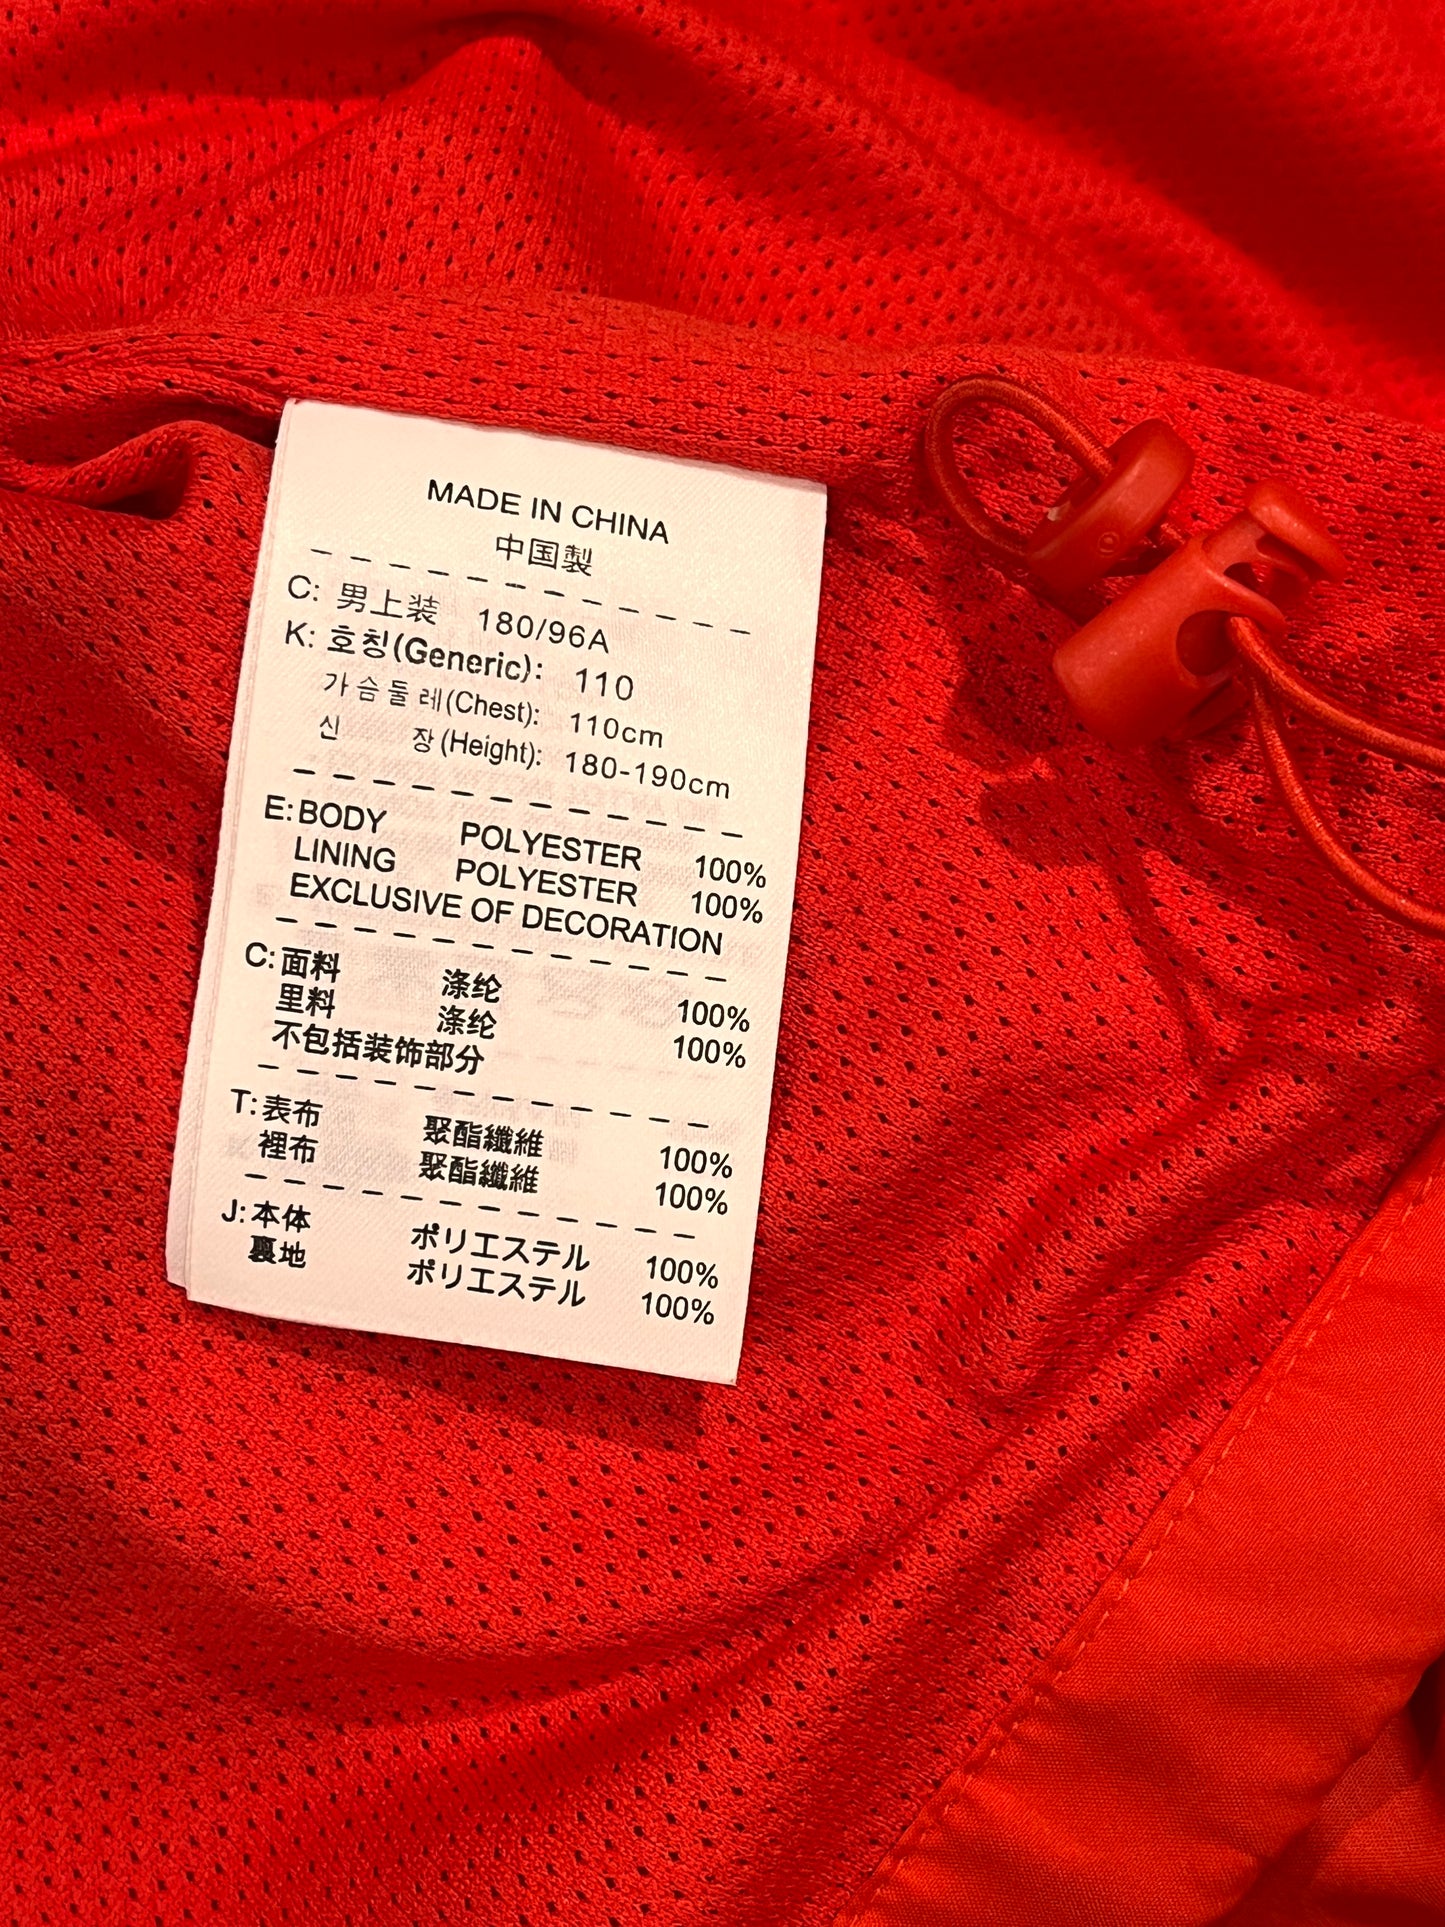 MADE IN CHINA
中国製
C: 男上装 180/96A
K: 호칭(Generic): 110
가슴둘레(Chest): 110cm
신 장(Height): 180-190cm
E: BODY POLYESTER 100%
LINING POLYESTER 100%
EXCLUSIVE OF DECORATION
C: 面料 涤纶 100%
里料 涤纶 100%
不包括装饰部分
T: 表布 聚酯纖維 100%
裡布 聚酯纖維 100%
J: 本体 ポリエステル 100%
裏地 ポリエステル 100%